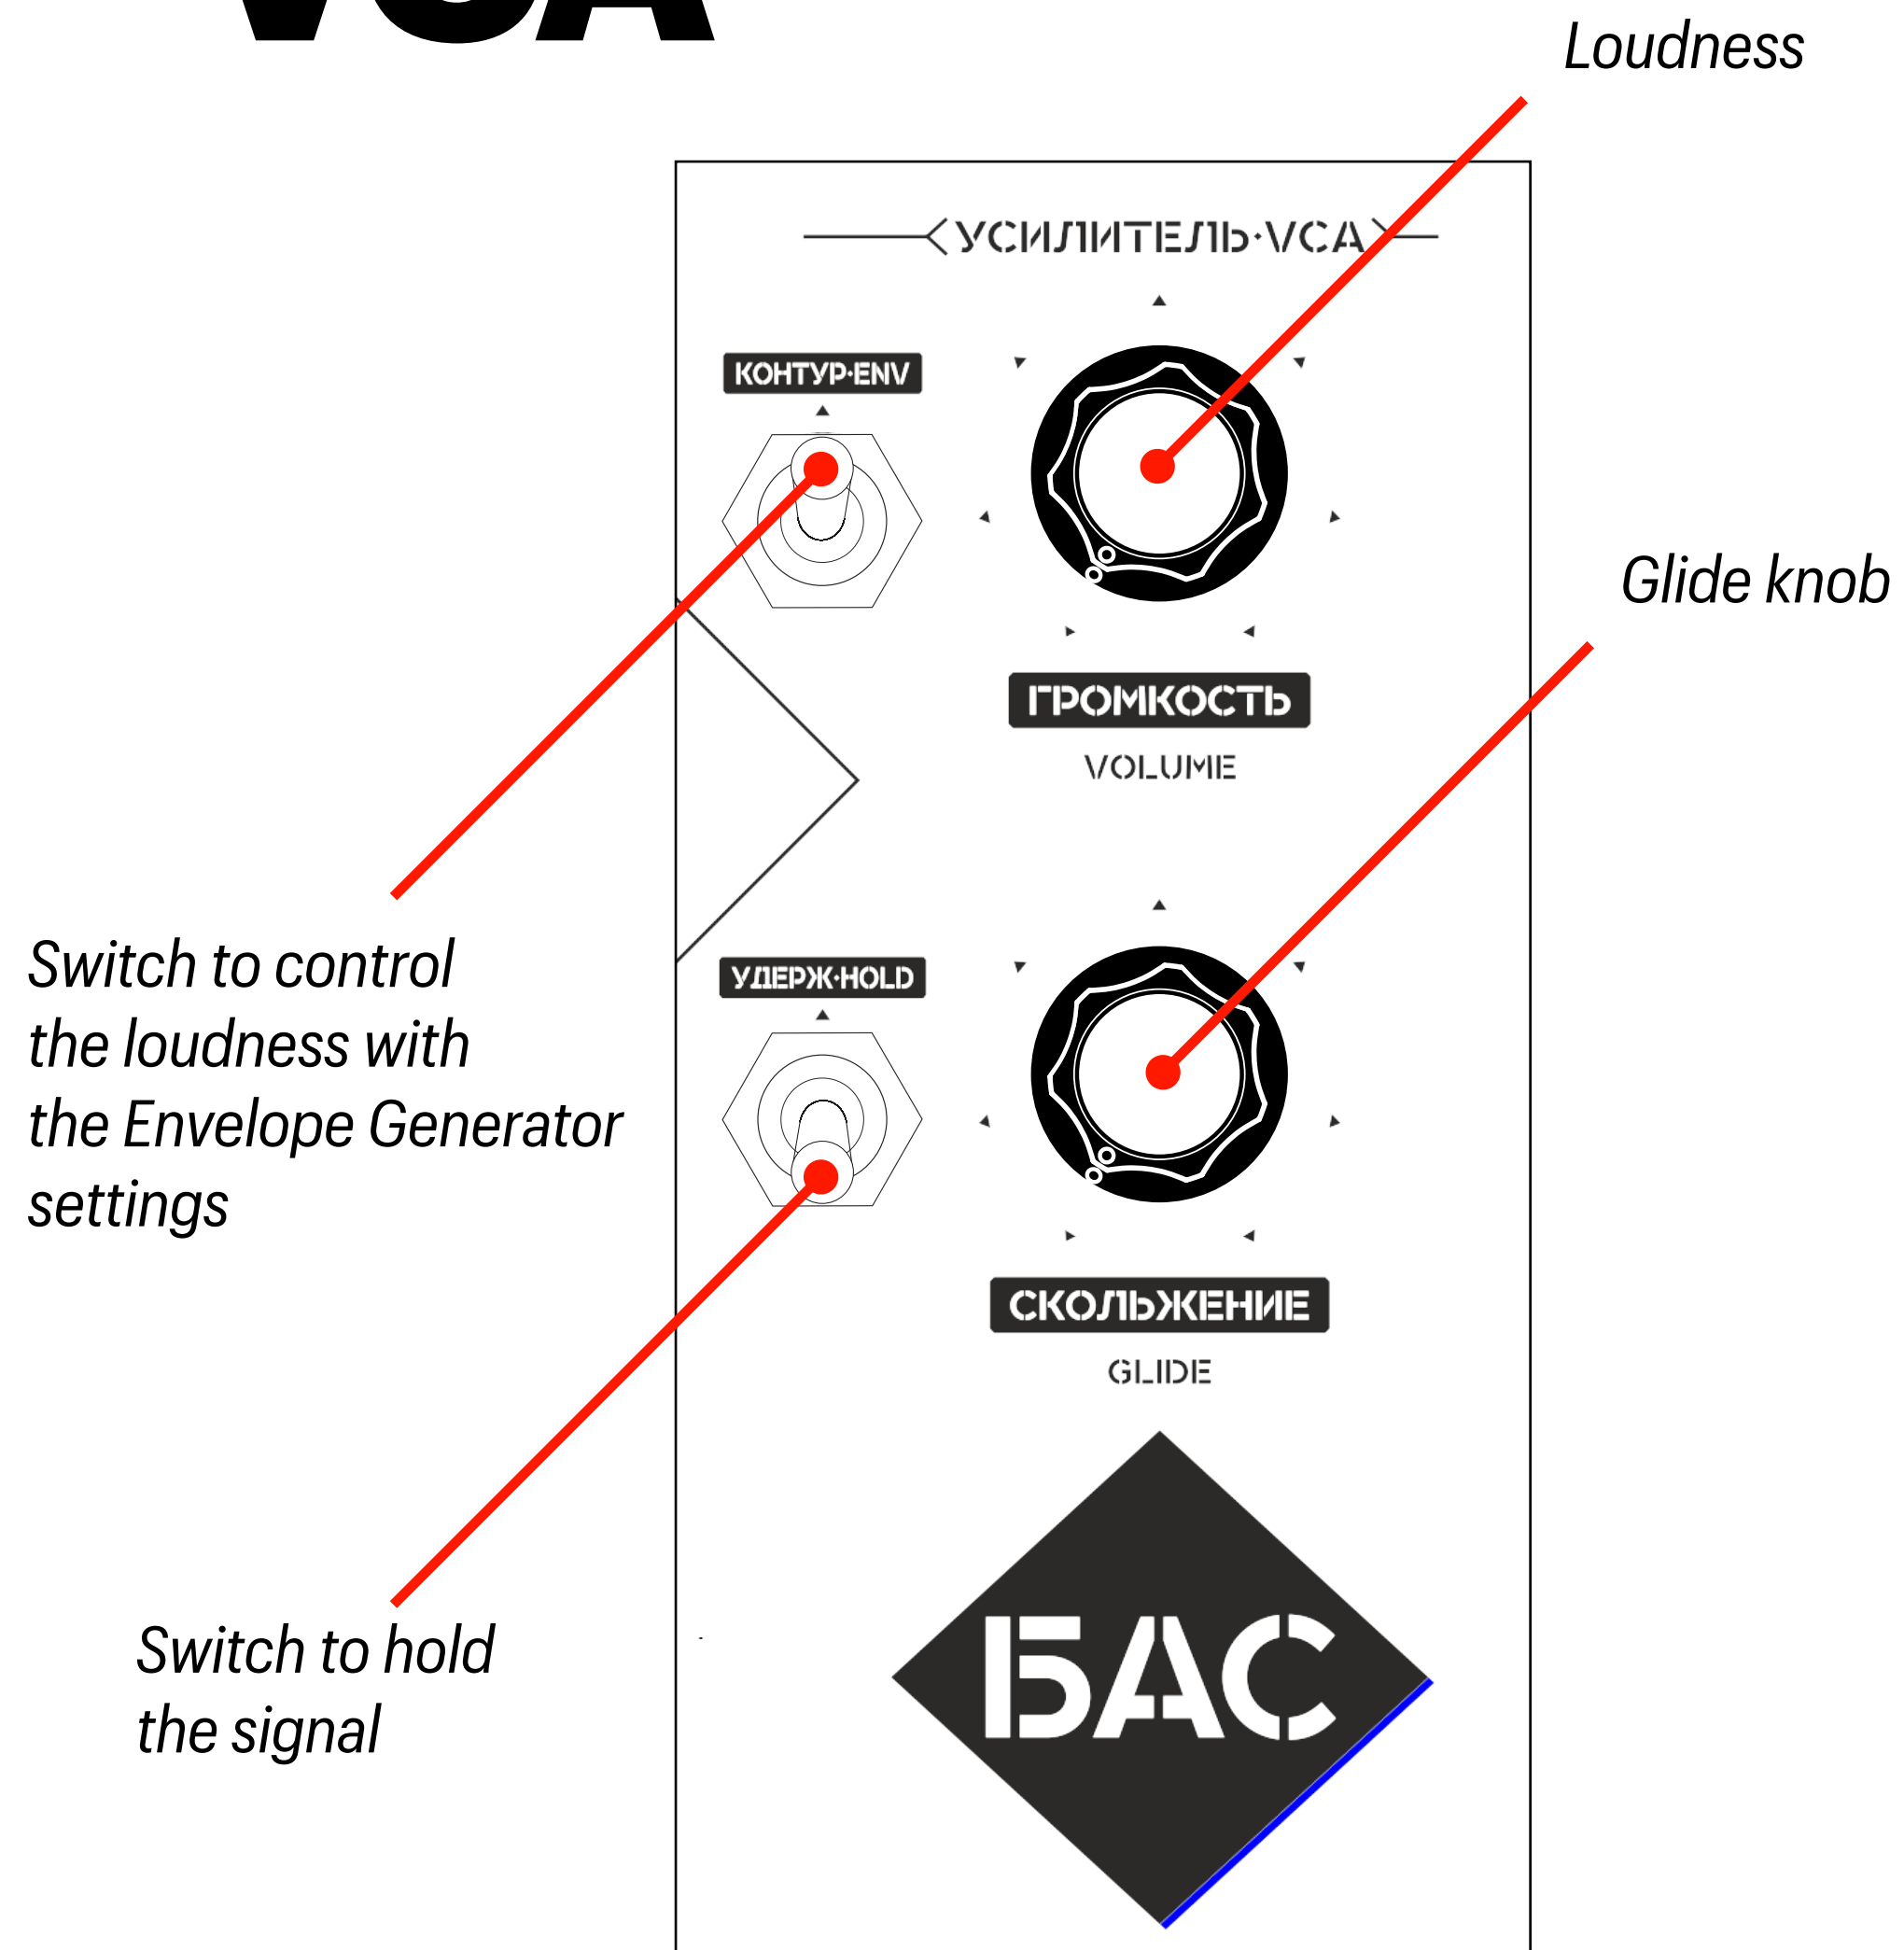 VCA
Loudness
УСИЛИТЕЛЬ·VCA
КОНТУР·ENV
Glide knob
ГРОМКОСТЬ
VOLUME
Switch to control
the loudness with
the Envelope Generator
settings
УДЕРЖ·HOLD
СКОЛЬЖЕНИЕ
GLIDE
БАС
Switch to hold
the signal